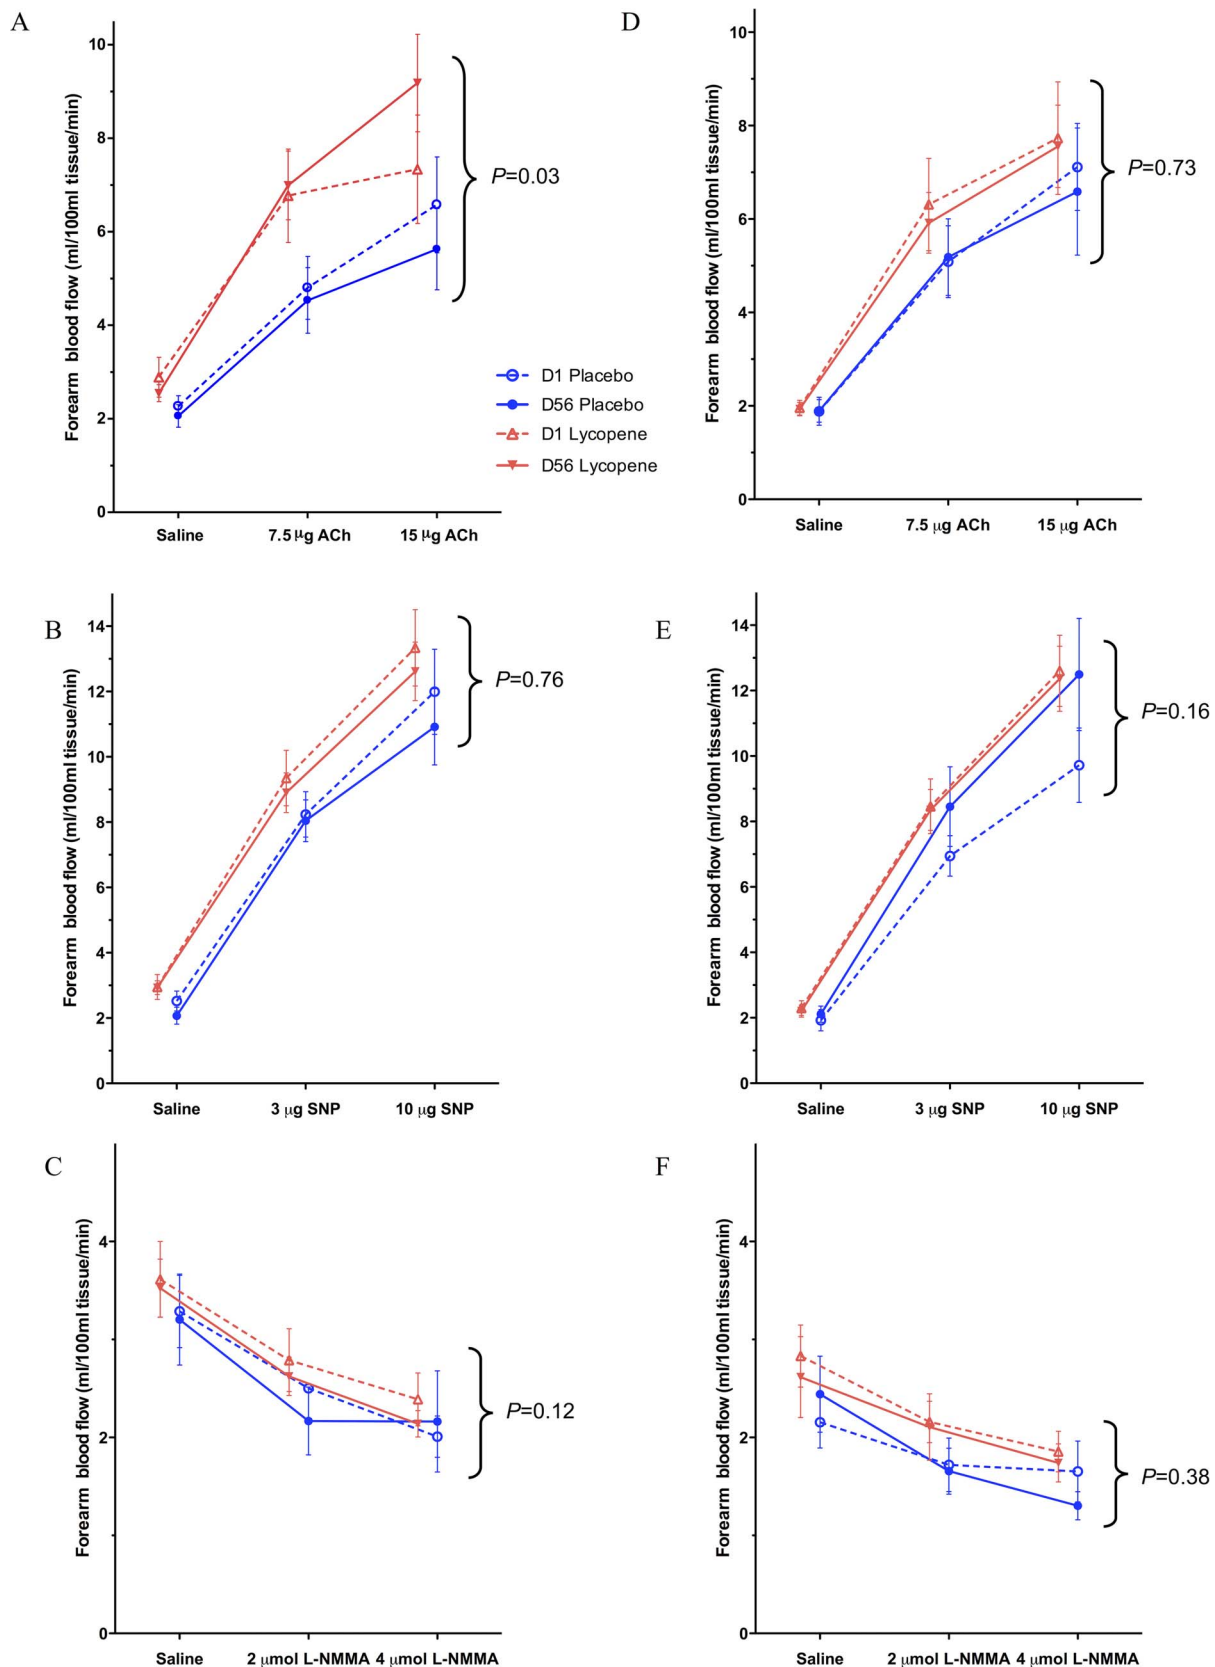 A
Forearm blood flow (ml/100ml tissue/min)
10
8
6
4
2
0
Saline
7.5 µg ACh
15 µg ACh
P=0.03
D1 Placebo
D56 Placebo
D1 Lycopene
D56 Lycopene
D
Forearm blood flow (ml/100ml tissue/min)
10
8
6
4
2
0
Saline
7.5 µg ACh
15 µg ACh
P=0.73
B
Forearm blood flow (ml/100ml tissue/min)
14
12
10
8
6
4
2
0
Saline
3 µg SNP
10 µg SNP
P=0.76
E
Forearm blood flow (ml/100ml tissue/min)
14
12
10
8
6
4
2
0
Saline
3 µg SNP
10 µg SNP
P=0.16
C
Forearm blood flow (ml/100ml tissue/min)
4
2
0
Saline
2 µmol L-NMMA
4 µmol L-NMMA
P=0.12
F
Forearm blood flow (ml/100ml tissue/min)
4
2
0
Saline
2 µmol L-NMMA
4 µmol L-NMMA
P=0.38